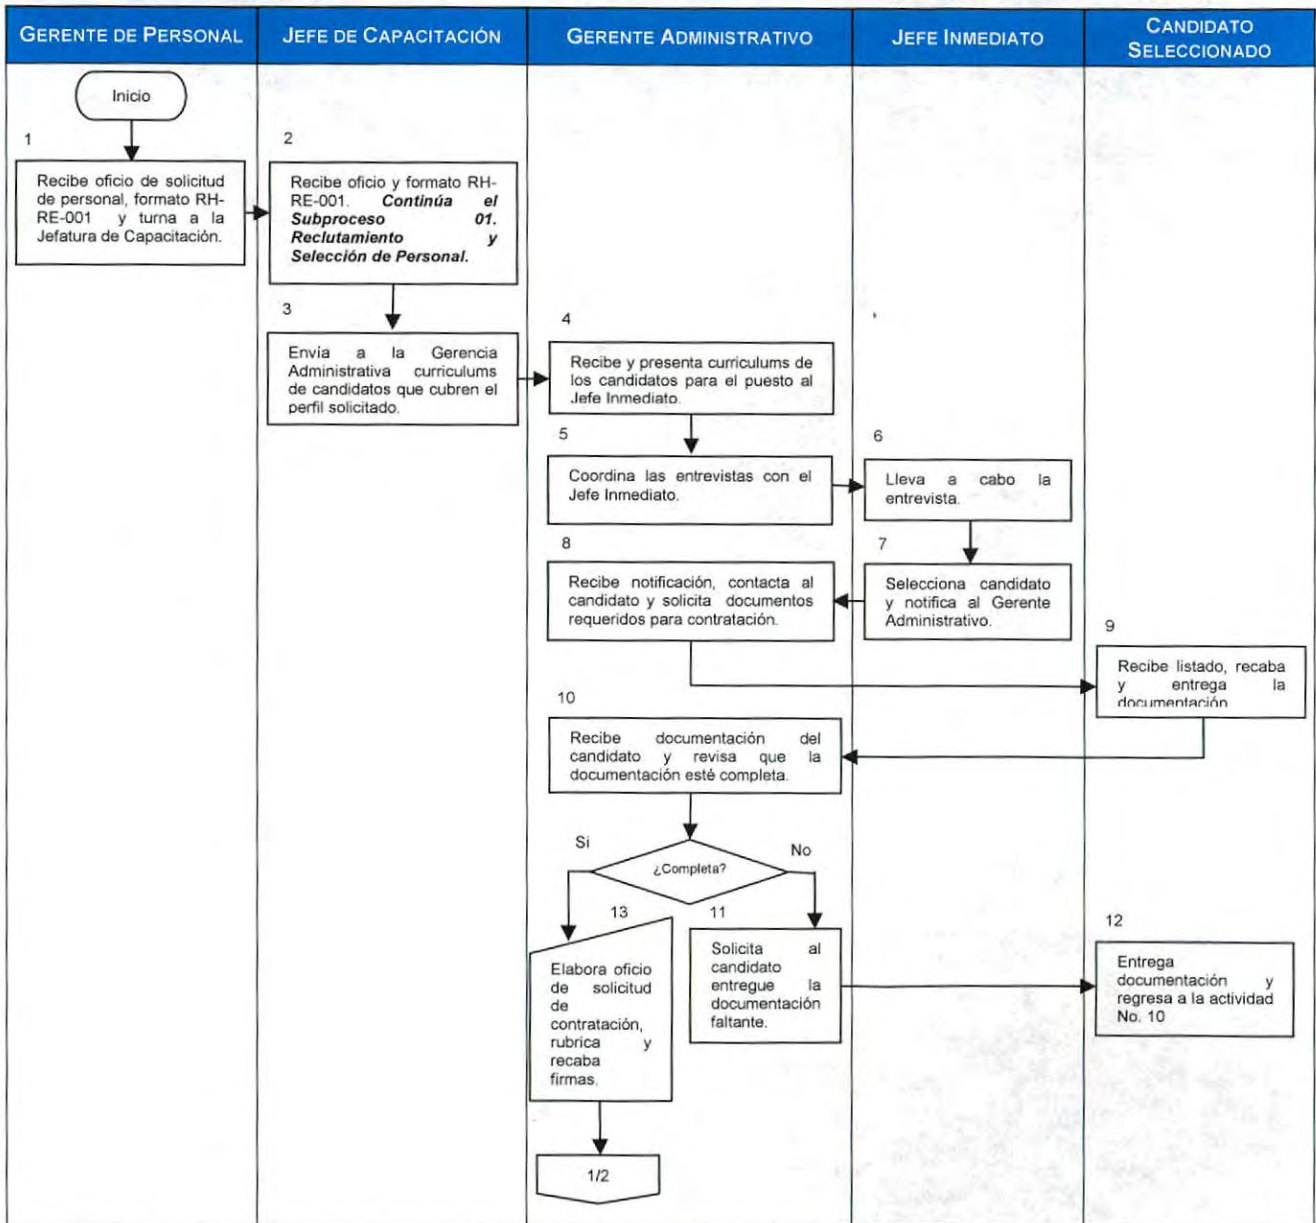 GERENTE DE PERSONAL
JEFE DE CAPACITACIÓN
GERENTE ADMINISTRATIVO
JEFE INMEDIATO
CANDIDATO
SELECCIONADO
Inicio
1
Recibe oficio de solicitud
de personal, formato RH-
RE-001 y turna a la
Jefatura de Capacitación.
2
Recibe oficio y formato RH-
RE-001. Continúa el
Subproceso 01.
Reclutamiento y
Selección de Personal.
3
Envía a la Gerencia
Administrativa curriculums
de candidatos que cubren el
perfil solicitado.
4
Recibe y presenta curriculums de
los candidatos para el puesto al
Jefe Inmediato.
5
Coordina las entrevistas con el
Jefe Inmediato.
6
Lleva a cabo la
entrevista.
7
Selecciona candidato
y notifica al Gerente
Administrativo.
8
Recibe notificación, contacta al
candidato y solicita documentos
requeridos para contratación.
9
Recibe listado, recaba
y entrega la
documentación
10
Recibe documentación del
candidato y revisa que la
documentación esté completa.
Si
¿Completa?
No
13
Elabora oficio
de solicitud
de
contratación,
rubrica y
recaba
firmas.
11
Solicita al
candidato
entregue la
documentación
faltante.
12
Entrega
documentación y
regresa a la actividad
No. 10
1/2